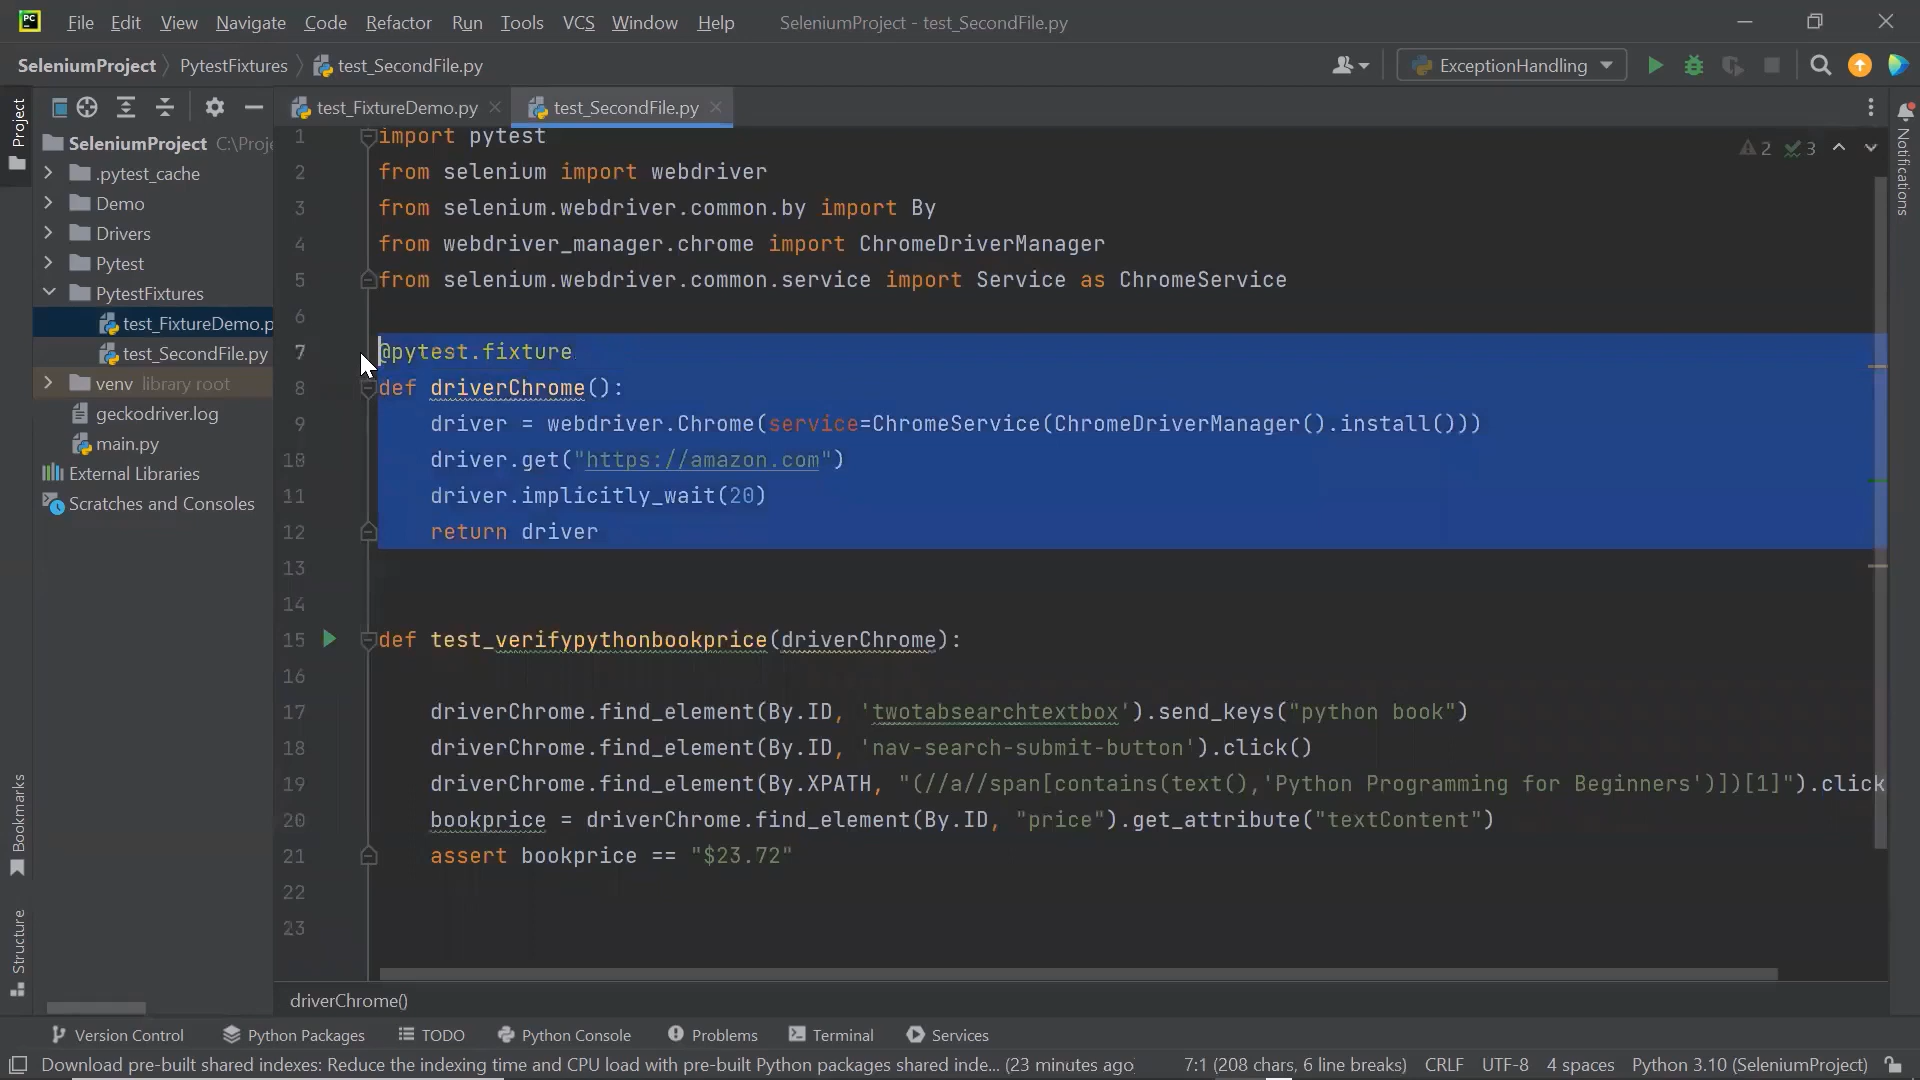 PC File Edit View Navigate Code Refactor Run Tools VCS Window Help SeleniumProject - test_SecondFile.py
SeleniumProject PytestFixtures test_SecondFile.py ExceptionHandling
Project
test_FixtureDemo.py test_SecondFile.py
SeleniumProject C:\Proje
.pytest_cache
Demo
Drivers
Pytest
PytestFixtures
test_FixtureDemo.p
test_SecondFile.py
venv library root
geckodriver.log
main.py
External Libraries
Scratches and Consoles
2 3
1 import pytest
2 from selenium import webdriver
3 from selenium.webdriver.common.by import By
4 from webdriver_manager.chrome import ChromeDriverManager
5 from selenium.webdriver.common.service import Service as ChromeService
6
7 @pytest.fixture
8 def driverChrome():
9 driver = webdriver.Chrome(service=ChromeService(ChromeDriverManager().install()))
10 driver.get("https://amazon.com")
11 driver.implicitly_wait(20)
12 return driver
13
14
15 def test_verifypythonbookprice(driverChrome):
16
17 driverChrome.find_element(By.ID, 'twotabsearchtextbox').send_keys("python book")
18 driverChrome.find_element(By.ID, 'nav-search-submit-button').click()
19 driverChrome.find_element(By.XPATH, "(//a//span[contains(text(),'Python Programming for Beginners')])[1]").click
20 bookprice = driverChrome.find_element(By.ID, "price").get_attribute("textContent")
21 assert bookprice == "$23.72"
22
23
Notifications
Bookmarks
Structure
driverChrome()
Version Control Python Packages TODO Python Console Problems Terminal Services
Download pre-built shared indexes: Reduce the indexing time and CPU load with pre-built Python packages shared inde... (23 minutes ago 7:1 (208 chars, 6 line breaks) CRLF UTF-8 4 spaces Python 3.10 (SeleniumProject)